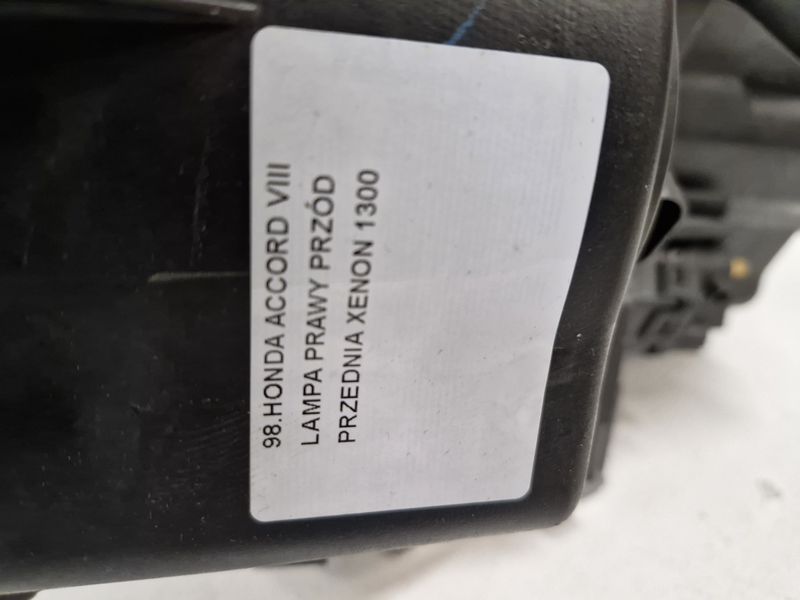 98.HONDA ACCORD VIII
LAMPA PRAWY PRZÓD
PRZEDNIA XENON 1300